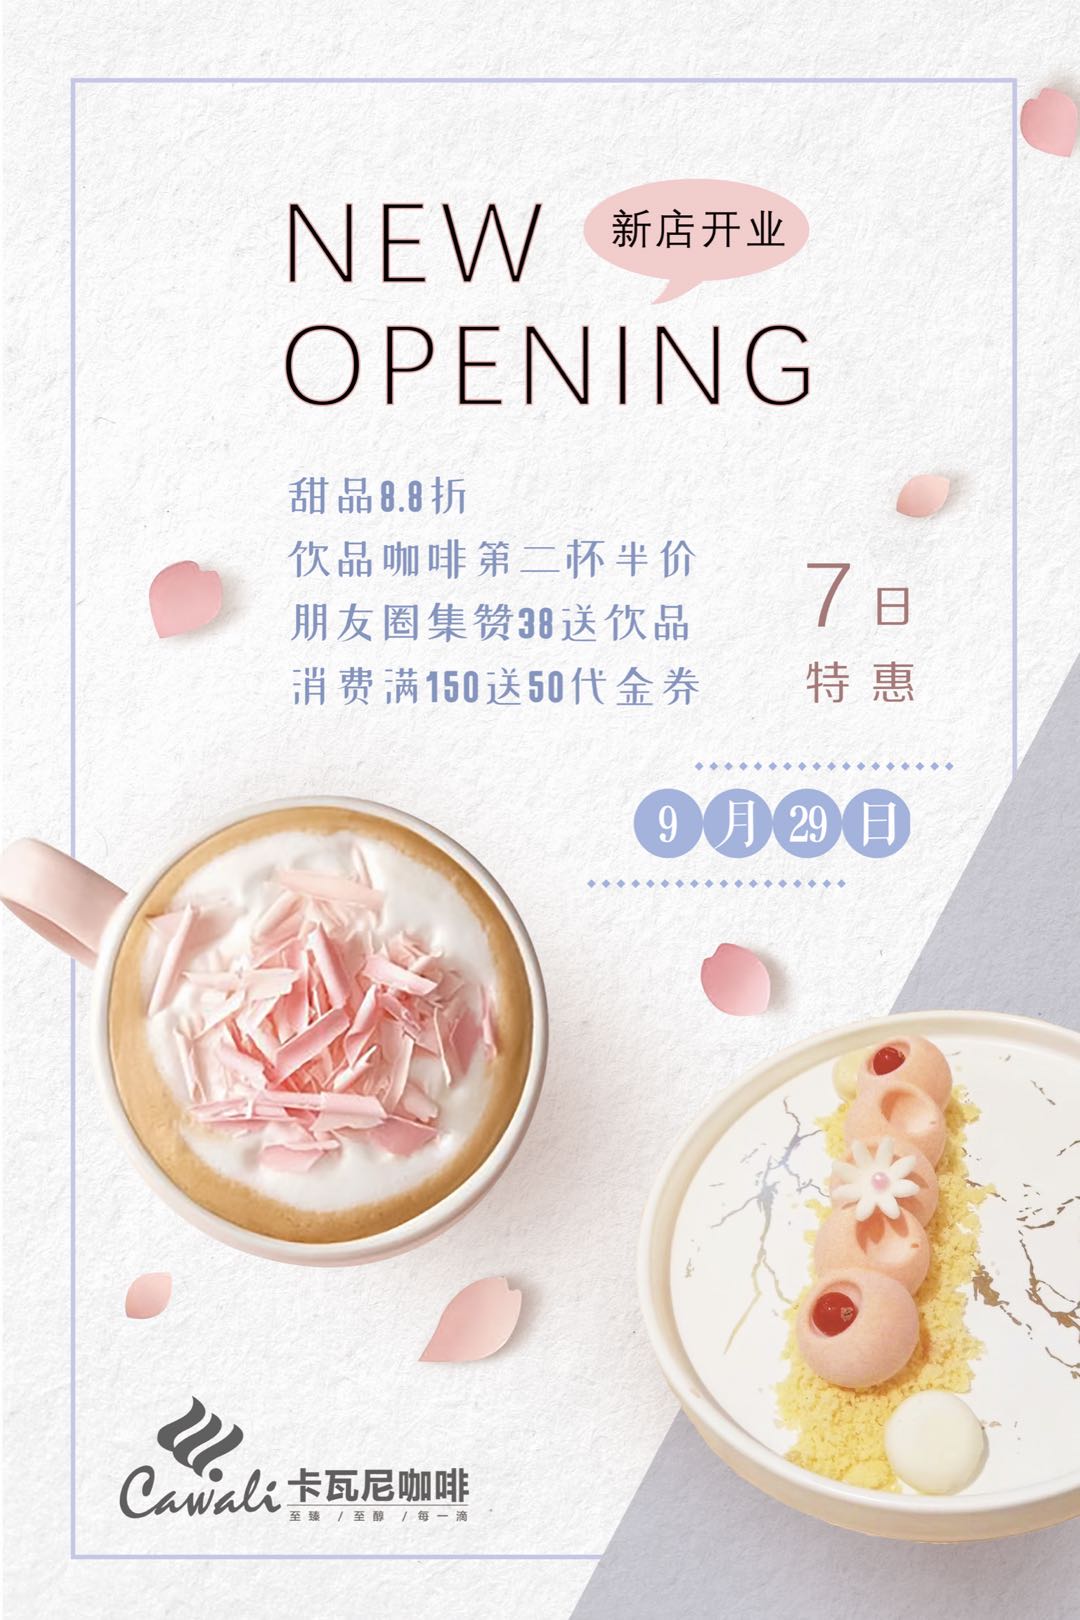 NEW
新店开业
OPENING
甜品8.8折
饮品咖啡第二杯半价
朋友圈集赞38送饮品
消费满150送50代金券
7日
特惠
9月29日
Cawali 卡瓦尼咖啡
至臻 /至醇 /每一滴